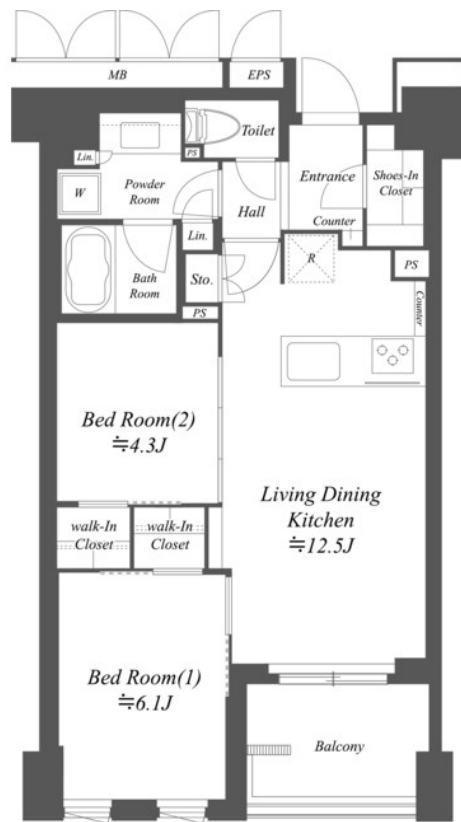 MB
EPS
Toilet
PS
Lin.
W
Powder
Room
Hall
Entrance
Shoes-In
Closet
Counter
Lin.
Bath
Room
Sto.
R
PS
PS
Counter
Bed Room(2)
≒4.3J
Living Dining
Kitchen
≒12.5J
walk-In
Closet
walk-In
Closet
Bed Room(1)
≒6.1J
Balcony